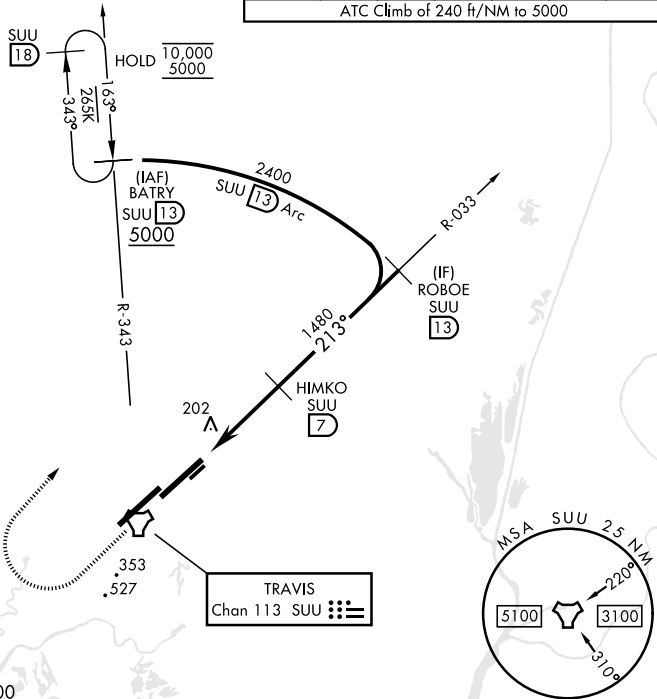 ATC Climb of 240 ft/NM to 5000
SUU
18
HOLD 10,000
5000
343°
265K
163°
(IAF)
BATRY
SUU 13
5000
2400
SUU 13 Arc
R-033
(IF)
ROBOE
SUU
13
R-343
1480
213°
HIMKO
SUU
7
202
353
527
TRAVIS
Chan 113 SUU
MSA SUU 25 NM
220°
5100
3100
310°
00